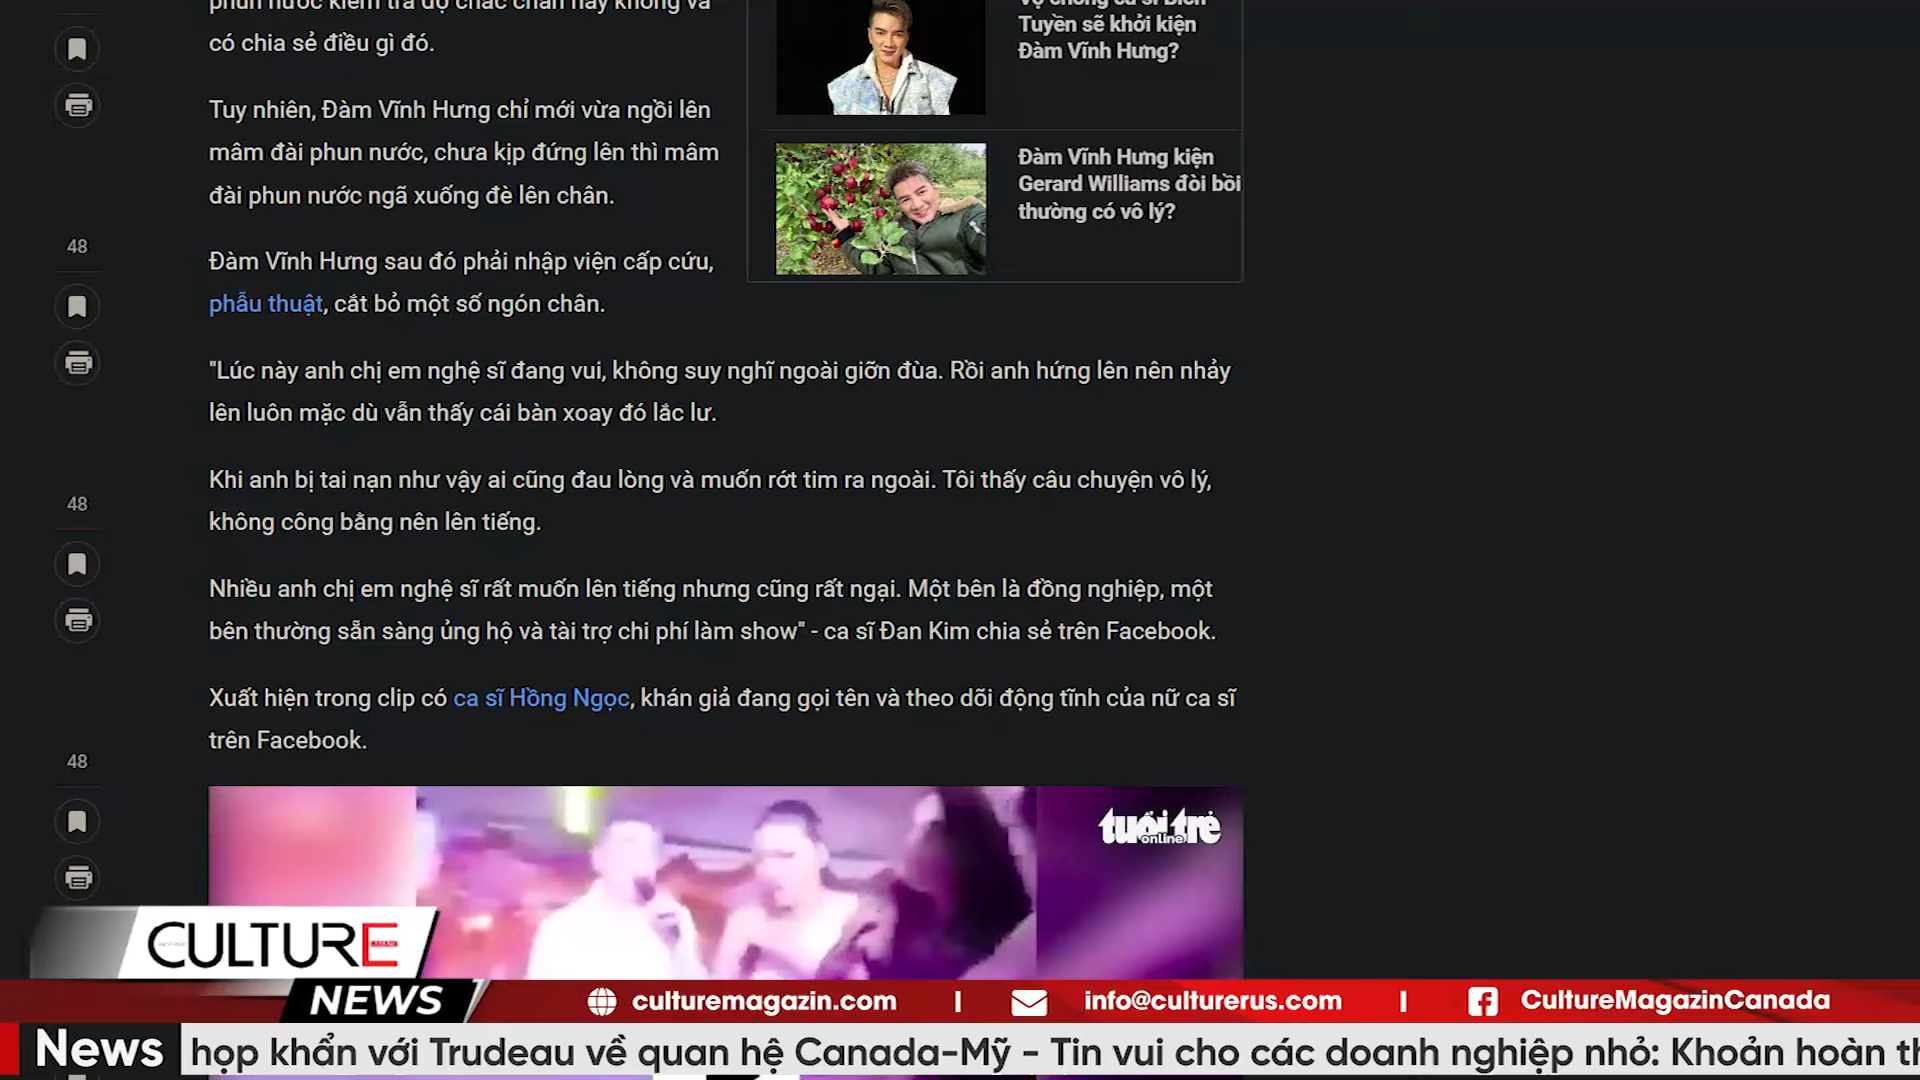 có chia sẻ điều gì đó.
Tuy nhiên, Đàm Vĩnh Hưng chỉ mới vừa ngồi lên
mâm đài phun nước, chưa kịp đứng lên thì mâm
đài phun nước ngã xuống đè lên chân.
Đàm Vĩnh Hưng sau đó phải nhập viện cấp cứu,
phẫu thuật, cắt bỏ một số ngón chân.
Tuyền sẽ khởi kiện
Đàm Vĩnh Hưng?
Đàm Vĩnh Hưng kiện
Gerard Williams đòi bồi
thường có vô lý?
"Lúc này anh chị em nghệ sĩ đang vui, không suy nghĩ ngoài giỡn đùa. Rồi anh hứng lên nên nhảy
lên luôn mặc dù vẫn thấy cái bàn xoay đó lắc lư.
Khi anh bị tai nạn như vậy ai cũng đau lòng và muốn rớt tim ra ngoài. Tôi thấy câu chuyện vô lý,
không công bằng nên lên tiếng.
Nhiều anh chị em nghệ sĩ rất muốn lên tiếng nhưng cũng rất ngại. Một bên là đồng nghiệp, một
bên thường sẵn sàng ủng hộ và tài trợ chi phí làm show" - ca sĩ Đan Kim chia sẻ trên Facebook.
Xuất hiện trong clip có ca sĩ Hồng Ngọc, khán giả đang gọi tên và theo dõi động tĩnh của nữ ca sĩ
trên Facebook.
48
48
48
tuổi trẻ
online
CULTURE
MAGAZIN
NEWS
culturemagazin.com | info@culturerus.com | CultureMagazinCanada
News
họp khẩn với Trudeau về quan hệ Canada-Mỹ - Tin vui cho các doanh nghiệp nhỏ: Khoản hoàn